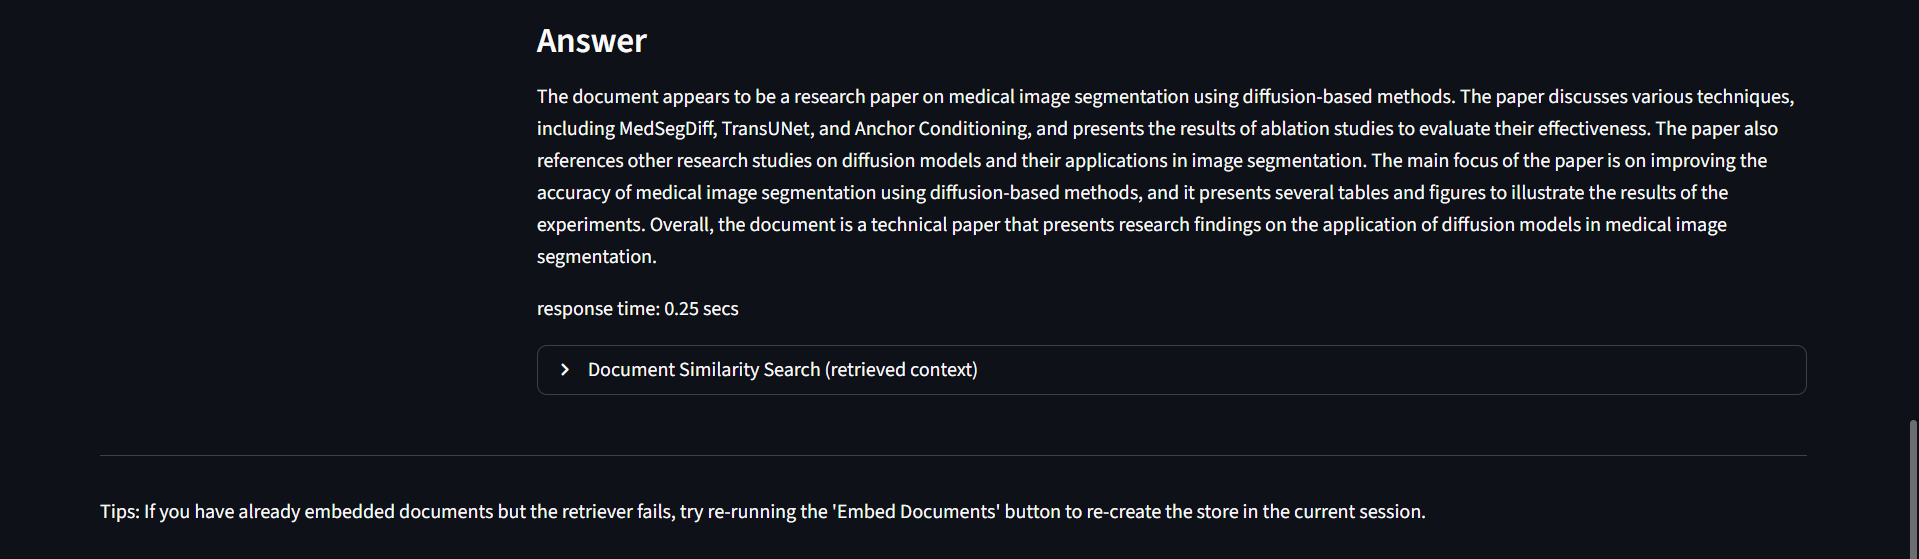 Answer
The document appears to be a research paper on medical image segmentation using diffusion-based methods. The paper discusses various techniques,
including MedSegDiff, TransUNet, and Anchor Conditioning, and presents the results of ablation studies to evaluate their effectiveness. The paper also
references other research studies on diffusion models and their applications in image segmentation. The main focus of the paper is on improving the
accuracy of medical image segmentation using diffusion-based methods, and it presents several tables and figures to illustrate the results of the
experiments. Overall, the document is a technical paper that presents research findings on the application of diffusion models in medical image
segmentation.
response time: 0.25 secs
Document Similarity Search (retrieved context)
Tips: If you have already embedded documents but the retriever fails, try re-running the 'Embed Documents' button to re-create the store in the current session.